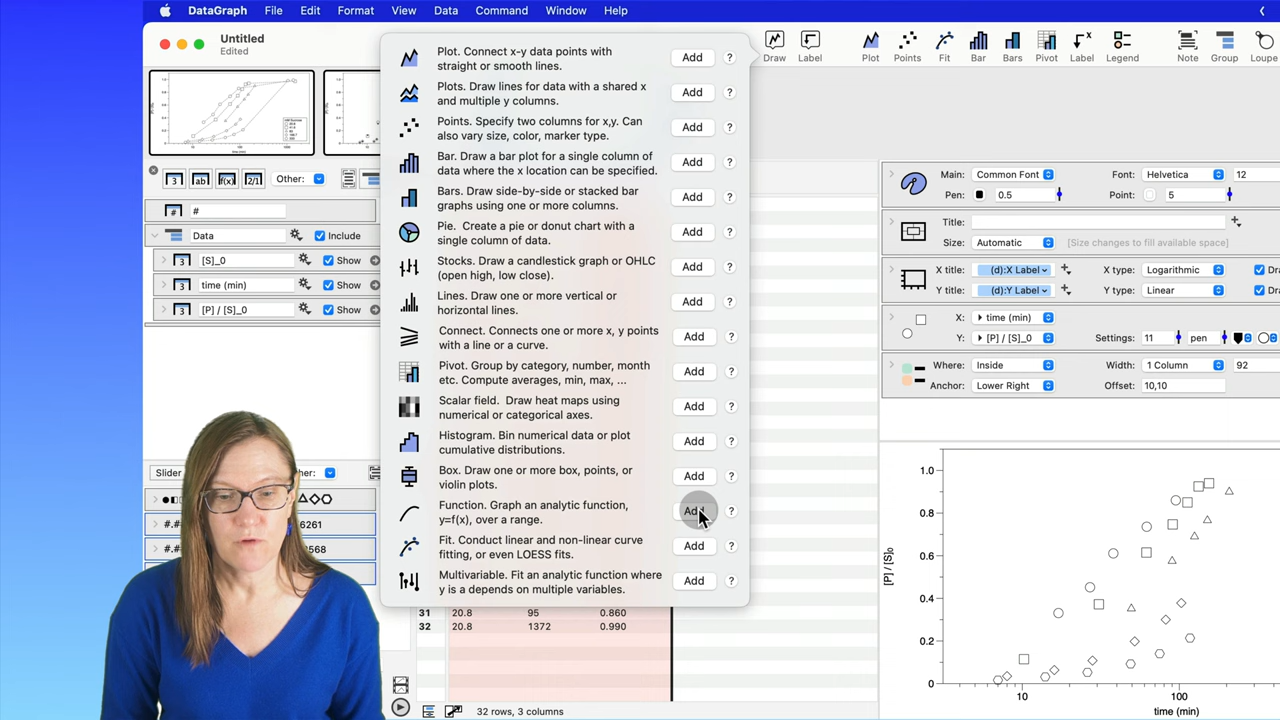 DataGraph File Edit Format View Data Command Window Help
Untitled
Edited
Draw Label Plot Points Fit Bar Bars Pivot Label Legend Note Group Loupe
Plot. Connect x-y data points with
straight or smooth lines.
Add ?
Plots. Draw lines for data with a shared x
and multiple y columns.
Add ?
Points. Specify two columns for x,y. Can
also vary size, color, marker type.
Add ?
Bar. Draw a bar plot for a single column of
data where the x location can be specified.
Add ?
Bars. Draw side-by-side or stacked bar
graphs using one or more columns.
Add ?
Pie. Create a pie or donut chart with a
single column of data.
Add ?
Stocks. Draw a candlestick graph or OHLC
(open high, low close).
Add ?
Lines. Draw one or more vertical or
horizontal lines.
Add ?
Connect. Connects one or more x, y points
with a line or a curve.
Add ?
Pivot. Group by category, number, month
etc. Compute averages, min, max, ...
Add ?
Scalar field. Draw heat maps using
numerical or categorical axes.
Add ?
Histogram. Bin numerical data or plot
cumulative distributions.
Add ?
Box. Draw one or more box, points, or
violin plots.
Add ?
Function. Graph an analytic function,
y=f(x), over a range.
Add ?
Fit. Conduct linear and non-linear curve
fitting, or even LOESS fits.
Add ?
Multivariable. Fit an analytic function where
y is a depends on multiple variables.
Add ?
3 ab f(x) 2/1 Other:
# #
Data Include
3 [S]_0 Show
3 time (min) Show
3 [P] / [S]_0 Show
Slider her:
#.## 6261
#.## 568
31 20.8 95 0.860
32 20.8 1372 0.990
32 rows, 3 columns
Main: Common Font Font: Helvetica 12
Pen: 0.5 Point: 5
Title:
Size: Automatic [Size changes to fill available space]
X title: (d):X Label X type: Logarithmic
Y title: (d):Y Label Y type: Linear
X: time (min)
Y: [P] / [S]_0 Settings: 11 pen
Where: Inside Width: 1 Column 92
Anchor: Lower Right Offset: 10,10
[P] / [S]0
1.0
0.8
0.6
0.4
0.2
0
10 100
time (min)